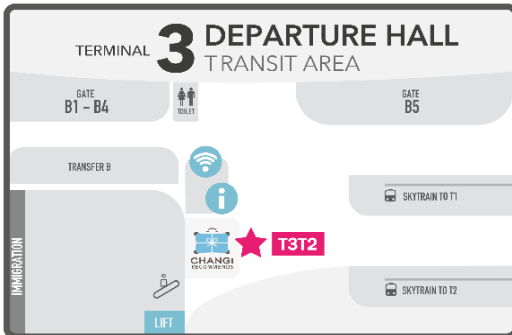 TERMINAL 3 DEPARTURE HALL
TRANSIT AREA
GATE
B1 – B4
TOILET
GATE
B5
TRANSFER B
i
SKYTRAIN TO T1
CHANGI
RECOMMENDS
T3T2
IMMIGRATION
SKYTRAIN TO T2
LIFT